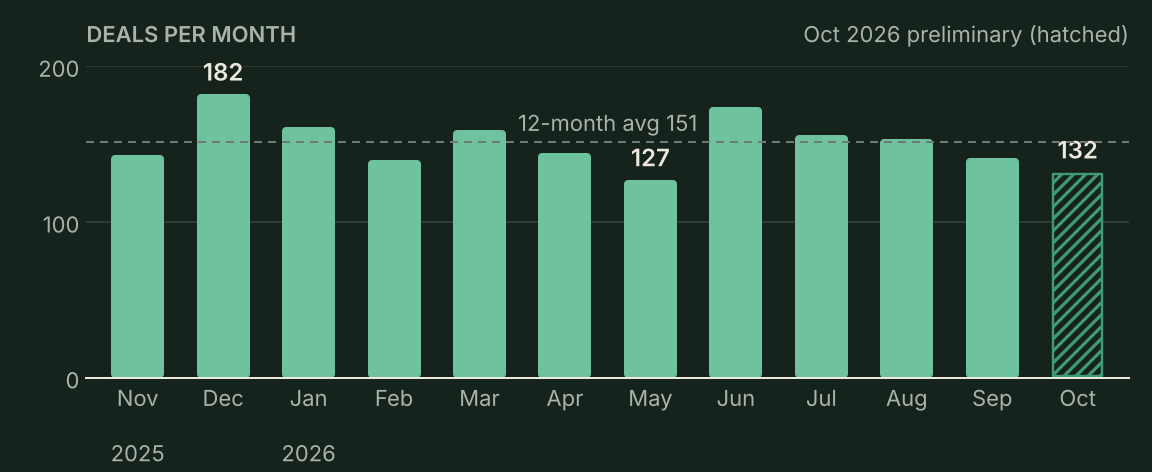 DEALS PER MONTH
Oct 2026 preliminary (hatched)
200
182
12-month avg 151
127
132
100
0
Nov Dec Jan Feb Mar Apr May Jun Jul Aug Sep Oct
2025 2026